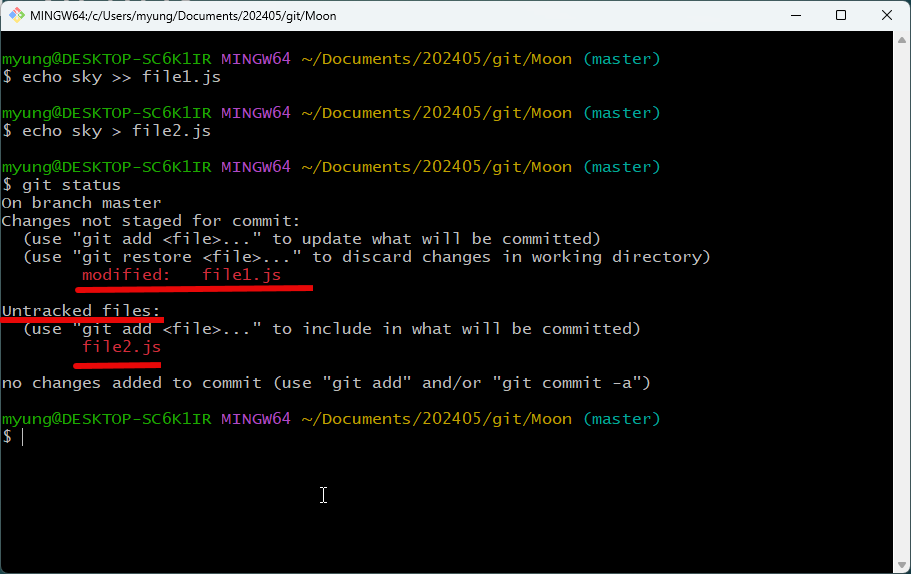 MINGW64:/c/Users/myung/Documents/202405/git/Moon
myung@DESKTOP-SC6K1IR MINGW64 ~/Documents/202405/git/Moon (master)
$ echo sky >> file1.js
myung@DESKTOP-SC6K1IR MINGW64 ~/Documents/202405/git/Moon (master)
$ echo sky > file2.js
myung@DESKTOP-SC6K1IR MINGW64 ~/Documents/202405/git/Moon (master)
$ git status
On branch master
Changes not staged for commit:
  (use "git add <file>..." to update what will be committed)
  (use "git restore <file>..." to discard changes in working directory)
        modified:   file1.js
Untracked files:
  (use "git add <file>..." to include in what will be committed)
        file2.js
no changes added to commit (use "git add" and/or "git commit -a")
myung@DESKTOP-SC6K1IR MINGW64 ~/Documents/202405/git/Moon (master)
$